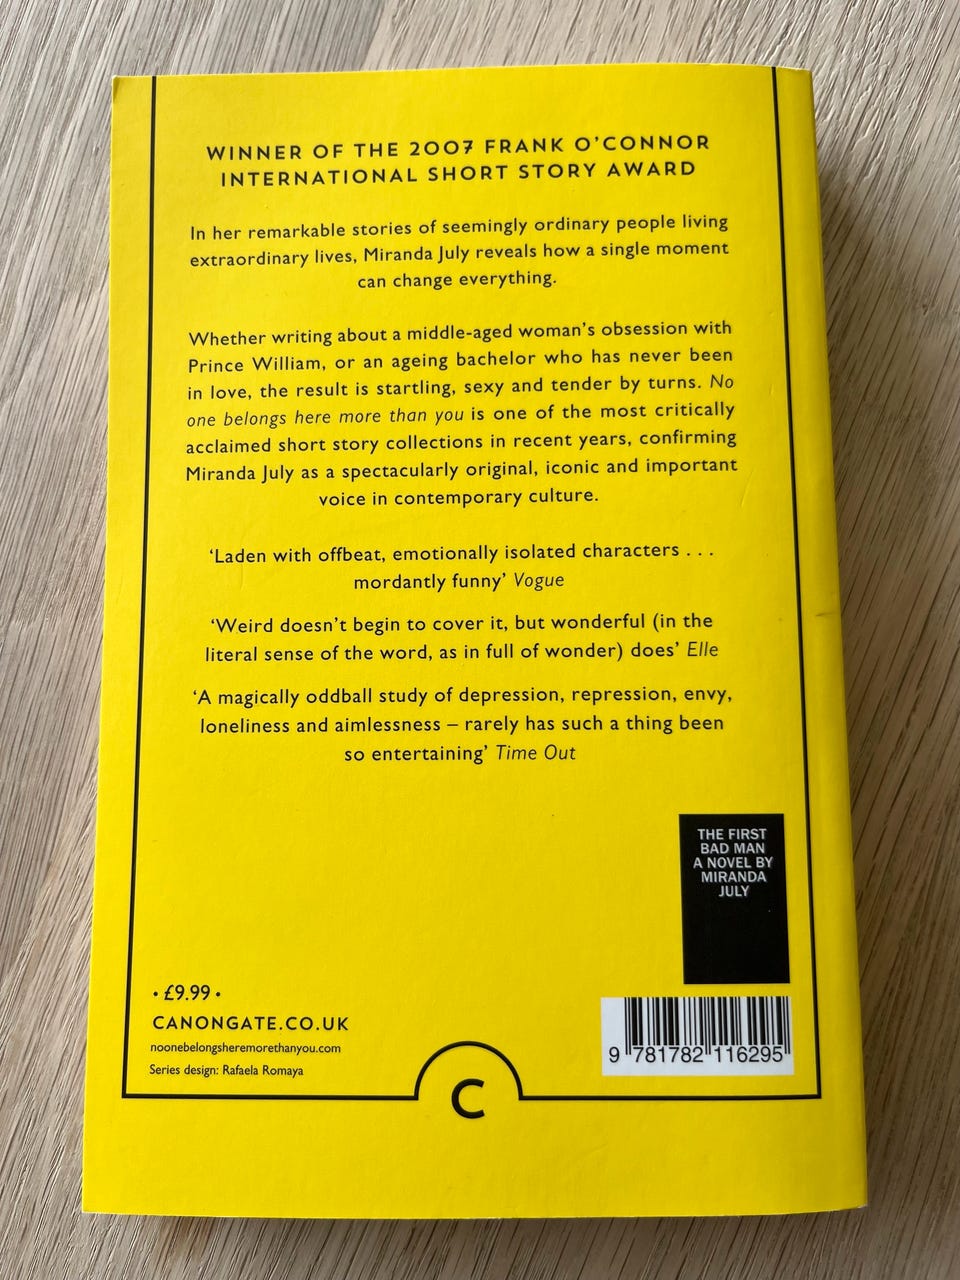 WINNER OF THE 2007 FRANK O'CONNOR
INTERNATIONAL SHORT STORY AWARD
In her remarkable stories of seemingly ordinary people living
extraordinary lives, Miranda July reveals how a single moment
can change everything.
Whether writing about a middle-aged woman's obsession with
Prince William, or an ageing bachelor who has never been
in love, the result is startling, sexy and tender by turns. No
one belongs here more than you is one of the most critically
acclaimed short story collections in recent years, confirming
Miranda July as a spectacularly original, iconic and important
voice in contemporary culture.
‘Laden with offbeat, emotionally isolated characters . . .
mordantly funny’ Vogue
‘Weird doesn't begin to cover it, but wonderful (in the
literal sense of the word, as in full of wonder) does’ Elle
‘A magically oddball study of depression, repression, envy,
loneliness and aimlessness – rarely has such a thing been
so entertaining’ Time Out
THE FIRST
BAD MAN
A NOVEL BY
MIRANDA
JULY
• £9.99 •
CANONGATE.CO.UK
noonebelongsheremorethanyou.com
Series design: Rafaela Romaya
9 781782 116295
C